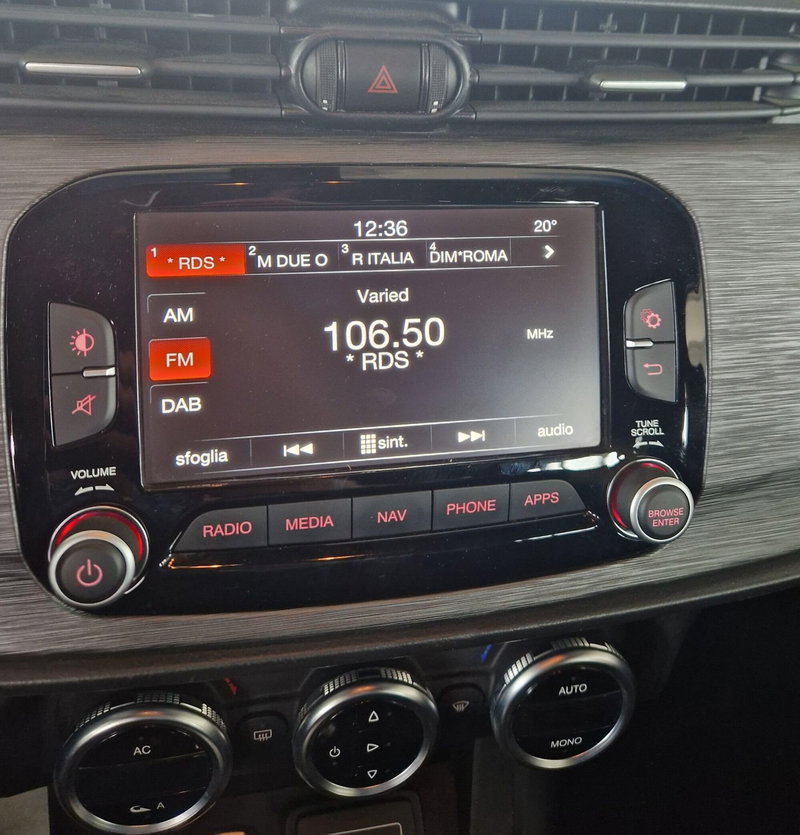 12:36 20°
1 * RDS * 2 M DUE O 3 R ITALIA 4 DIM*ROMA
Varied
AM
106.50 MHz
* RDS *
FM
DAB
sfoglia sint. audio
VOLUME
TUNE
SCROLL
RADIO MEDIA NAV PHONE APPS
BROWSE
ENTER
AC
A
AUTO
MONO